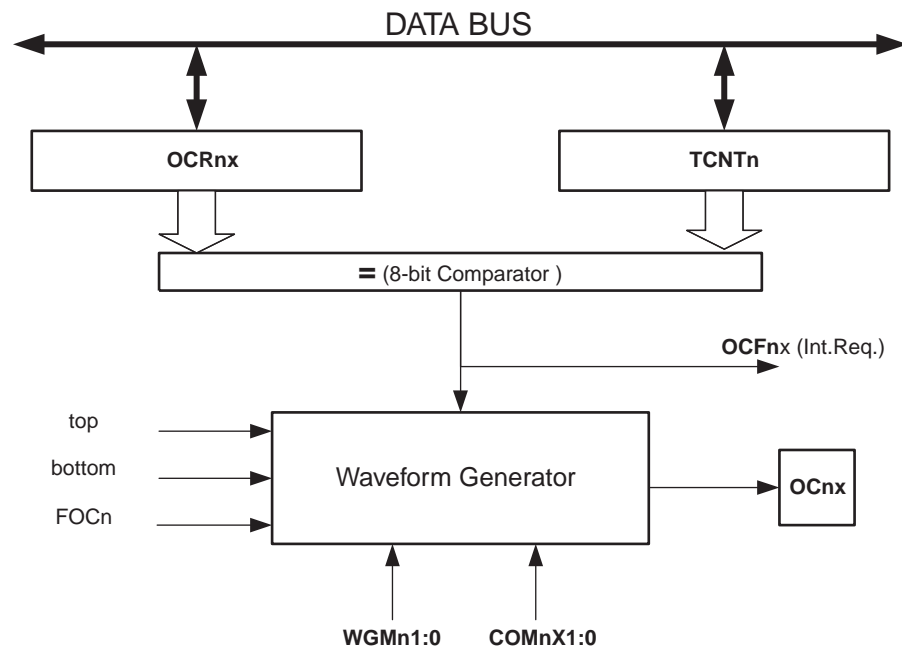 DATA BUS
OCRnx
TCNTn
= (8-bit Comparator )
OCFnx (Int.Req.)
top
bottom
FOCn
Waveform Generator
OCnx
WGMn1:0
COMnX1:0